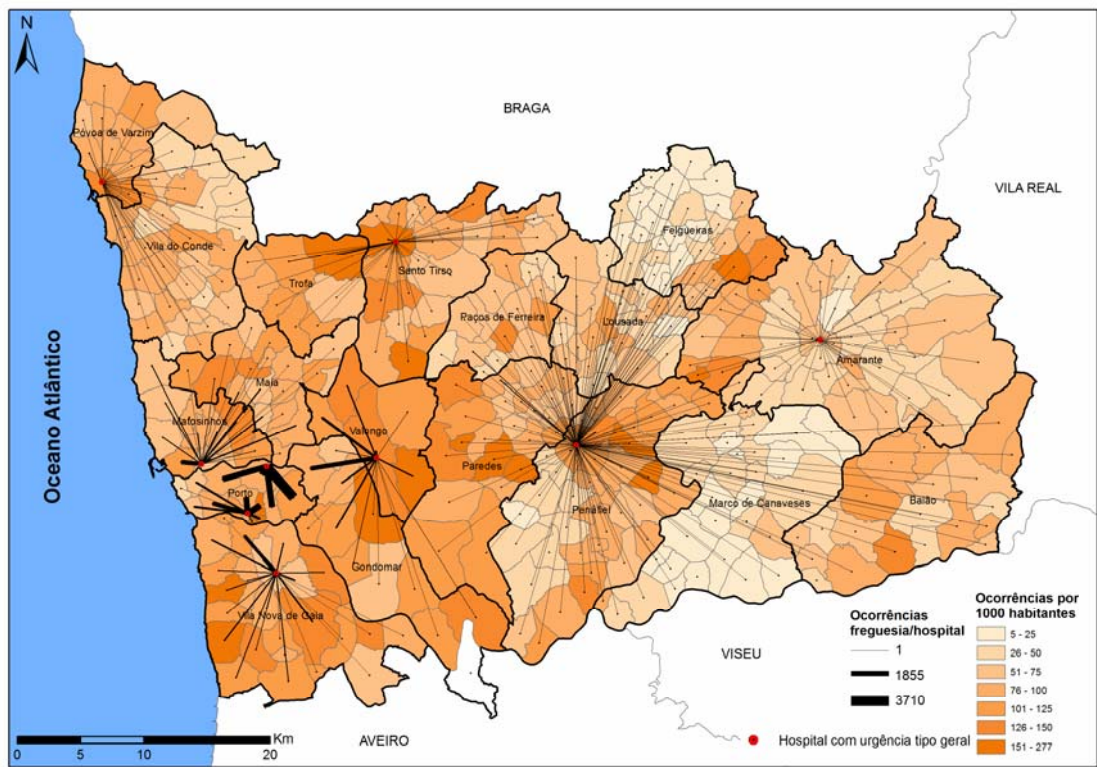 N
BRAGA
VILA REAL
Póvoa de Varzim
Vila do Conde
Felgueiras
Santo Tirso
Trofa
Paços de Ferreira
Lousada
Amarante
Maia
Matosinhos
Valongo
Paredes
Porto
Penafiel
Marco de Canaveses
Baião
Gondomar
Vila Nova de Gaia
Oceano Atlântico
VISEU
AVEIRO
Km
0 5 10 20
Ocorrências
freguesia/hospital
1
1855
3710
Ocorrências por
1000 habitantes
5 - 25
26 - 50
51 - 75
76 - 100
101 - 125
126 - 150
151 - 277
Hospital com urgência tipo geral